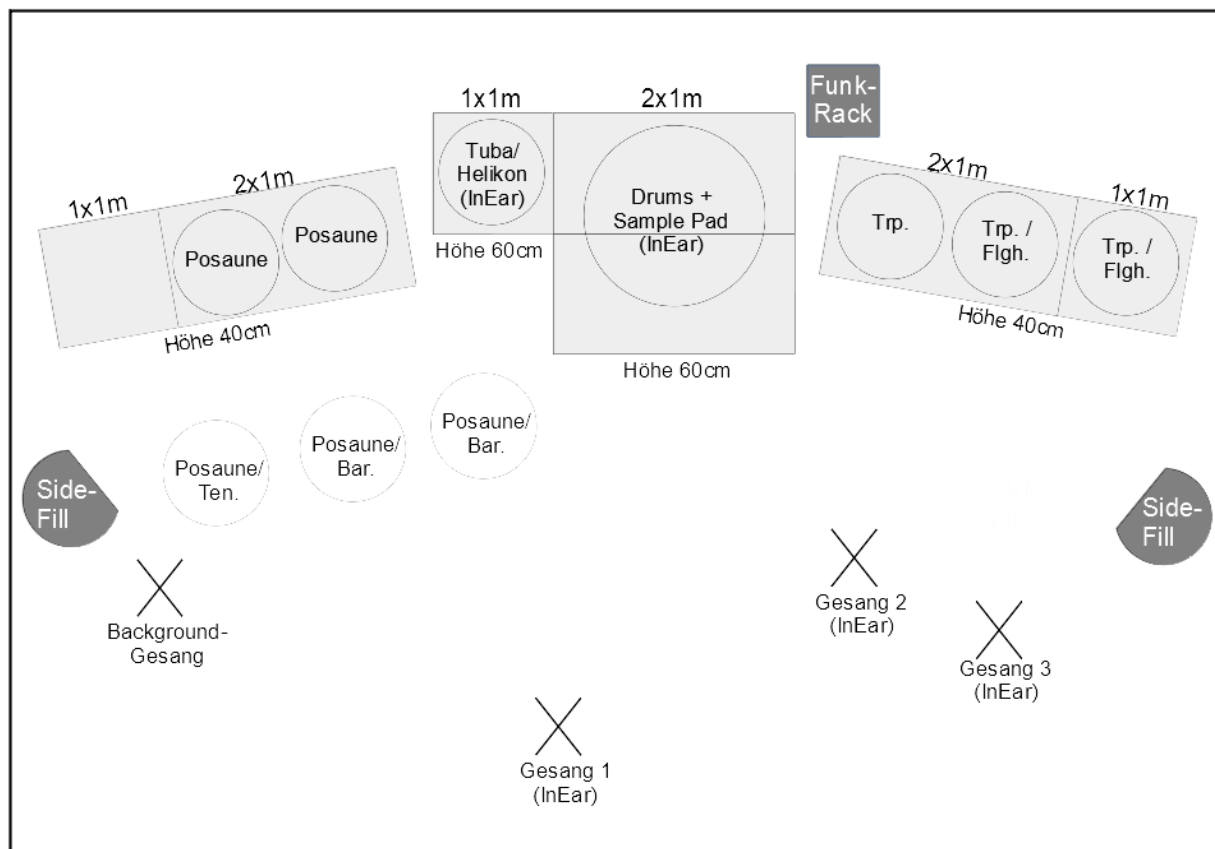 Funk-
Rack
1x1m
2x1m
Tuba/
Helikon
(InEar)
Drums +
Sample Pad
(InEar)
Höhe 60cm
Höhe 60cm
1x1m
2x1m
Posaune
Posaune
Höhe 40cm
2x1m
1x1m
Trp.
Trp. /
Flgh.
Trp. /
Flgh.
Höhe 40cm
Posaune/
Ten.
Posaune/
Bar.
Posaune/
Bar.
Side-
Fill
Side-
Fill
Background-
Gesang
Gesang 2
(InEar)
Gesang 3
(InEar)
Gesang 1
(InEar)